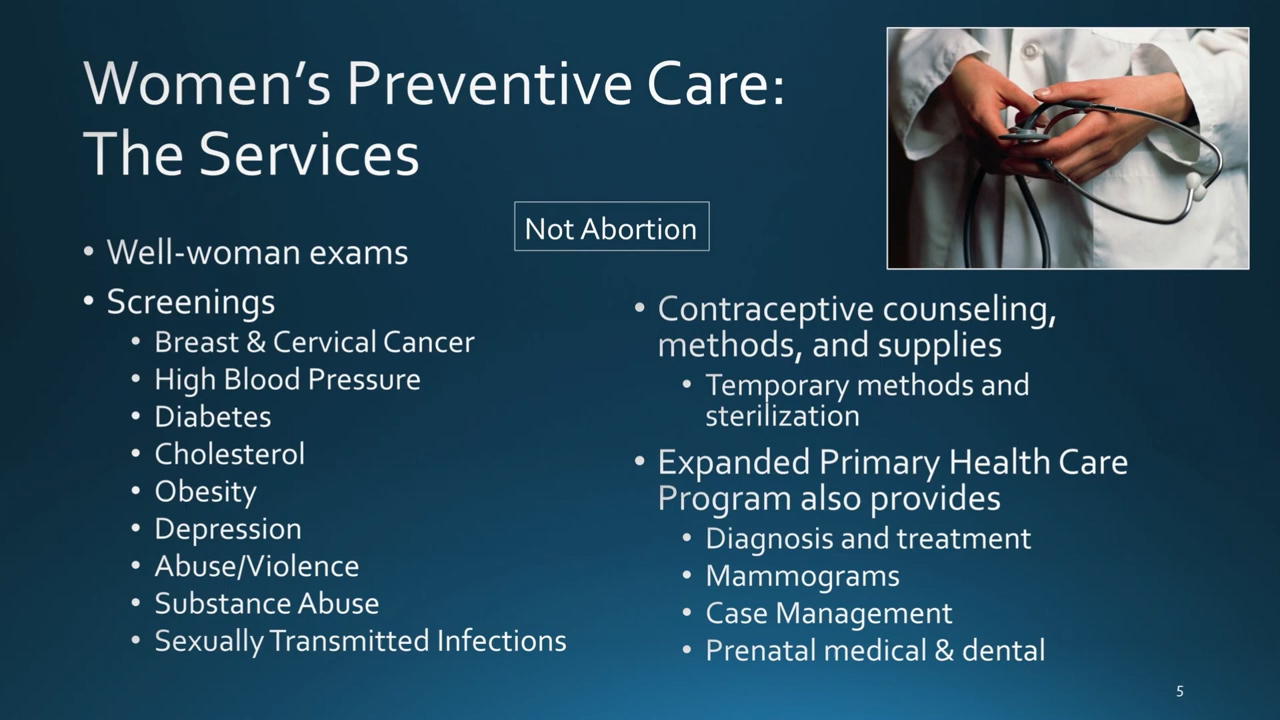 Women's Preventive Care:
The Services
Not Abortion
• Well-woman exams
• Screenings
• Breast & Cervical Cancer
• High Blood Pressure
• Diabetes
• Cholesterol
• Obesity
• Depression
• Abuse/Violence
• Substance Abuse
• Sexually Transmitted Infections
• Contraceptive counseling,
methods, and supplies
• Temporary methods and
sterilization
• Expanded Primary Health Care
Program also provides
• Diagnosis and treatment
• Mammograms
• Case Management
• Prenatal medical & dental
5